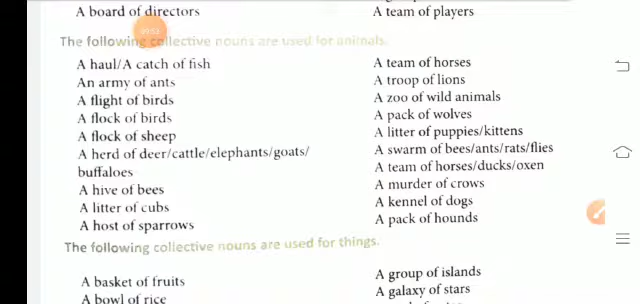 A board of directors
A team of players
The following collective nouns are used for animals.
A haul/A catch of fish
An army of ants
A flight of birds
A flock of birds
A flock of sheep
A herd of deer/cattle/elephants/goats/
buffaloes
A hive of bees
A litter of cubs
A host of sparrows
A team of horses
A troop of lions
A zoo of wild animals
A pack of wolves
A litter of puppies/kittens
A swarm of bees/ants/rats/flies
A team of horses/ducks/oxen
A murder of crows
A kennel of dogs
A pack of hounds
The following collective nouns are used for things.
A basket of fruits
A bowl of rice
A group of islands
A galaxy of stars